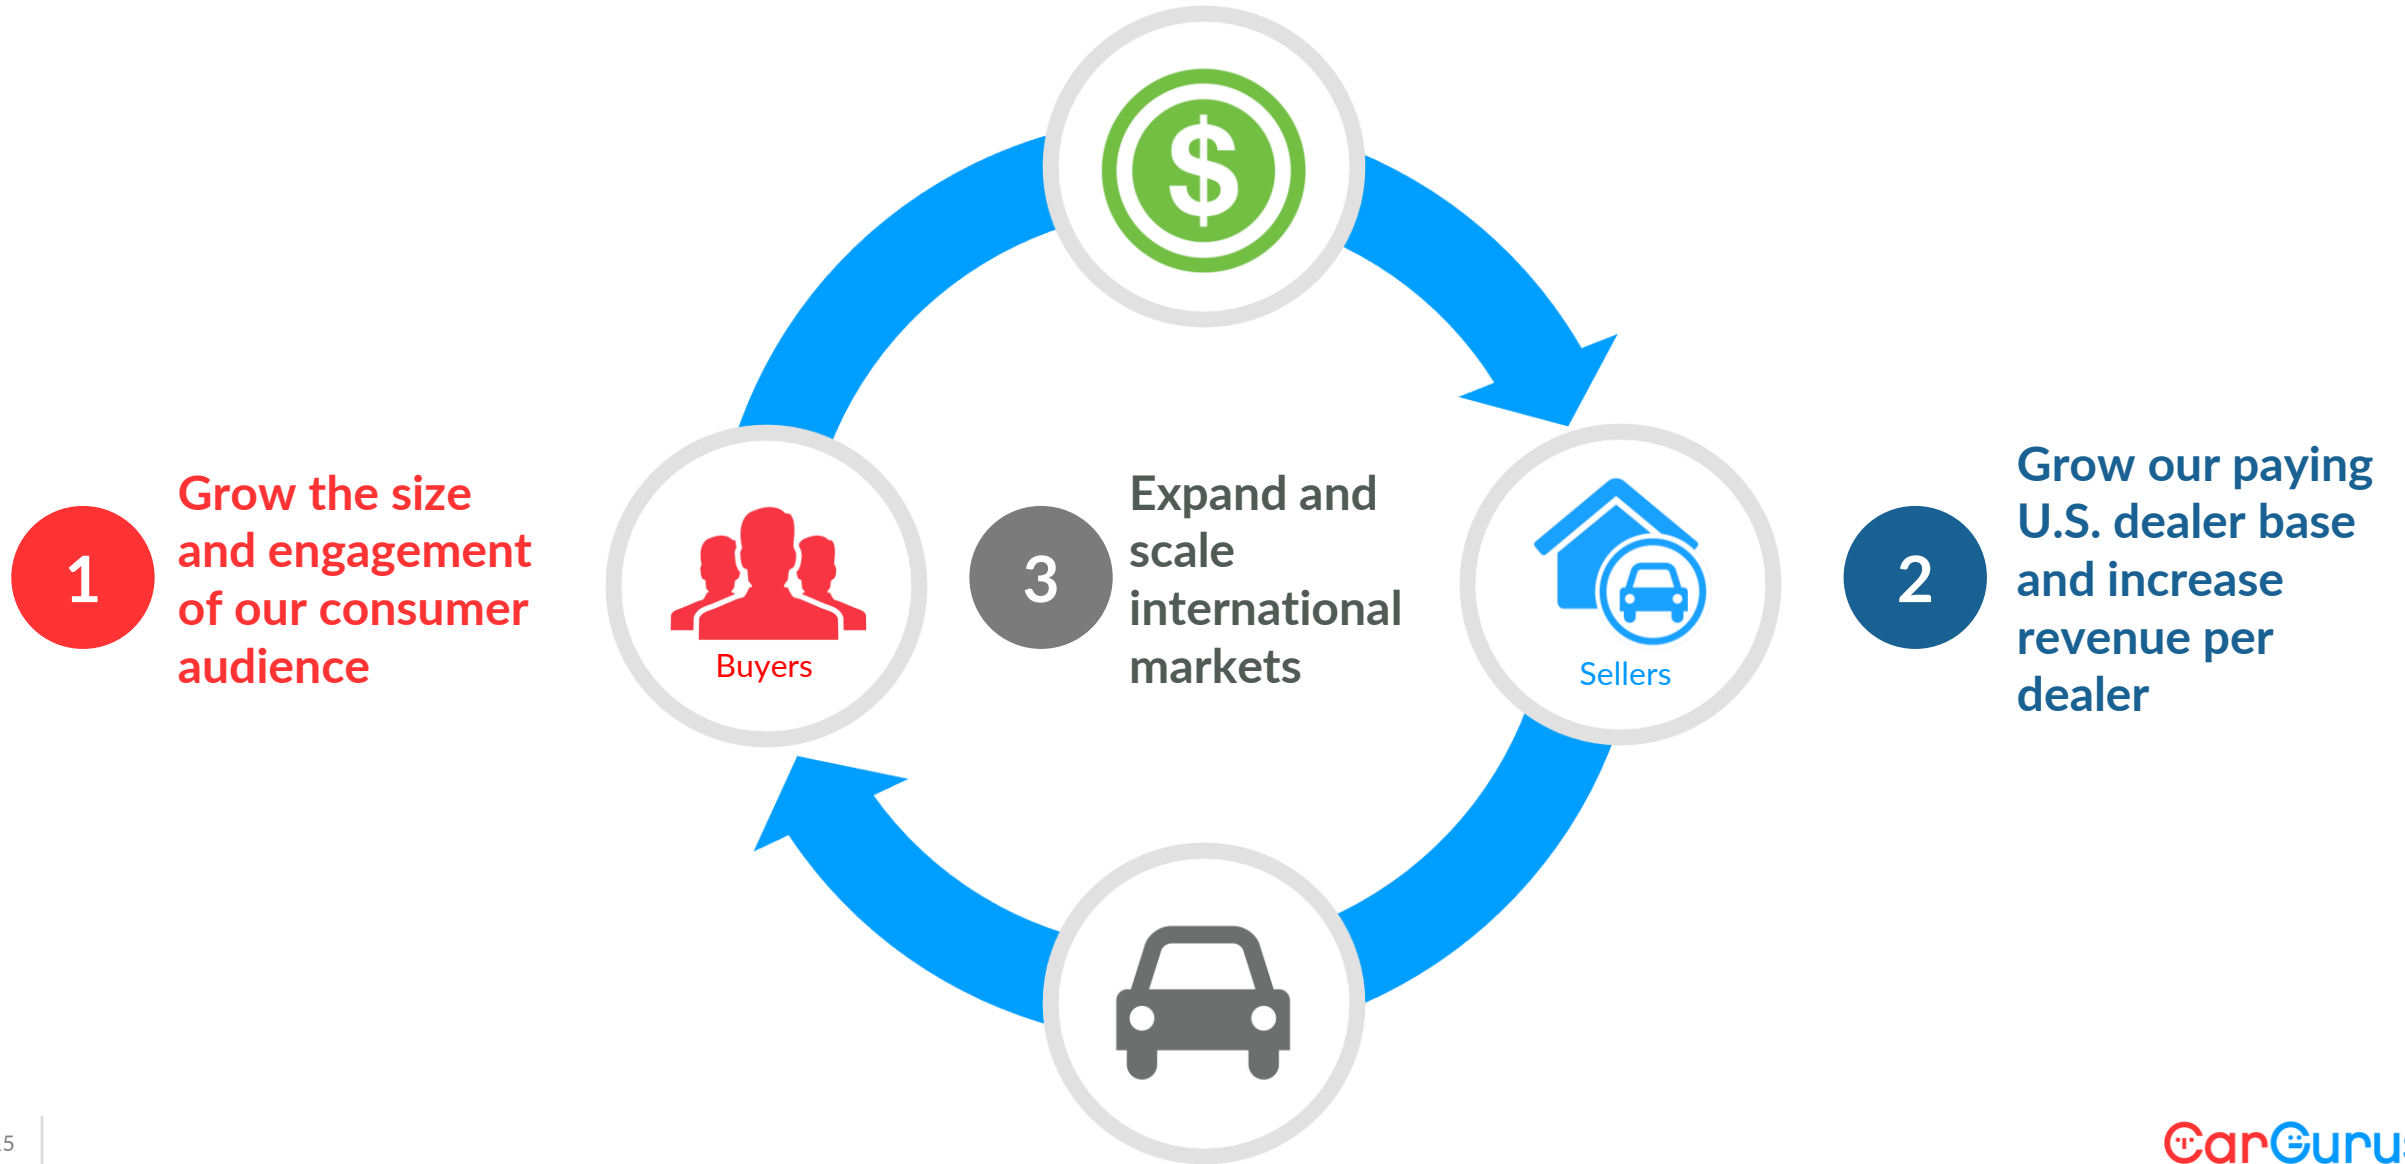 $
1
Grow the size
and engagement
of our consumer
audience
Buyers
3
Expand and
scale
international
markets
Sellers
2
Grow our paying
U.S. dealer base
and increase
revenue per
dealer
5
CarGurus